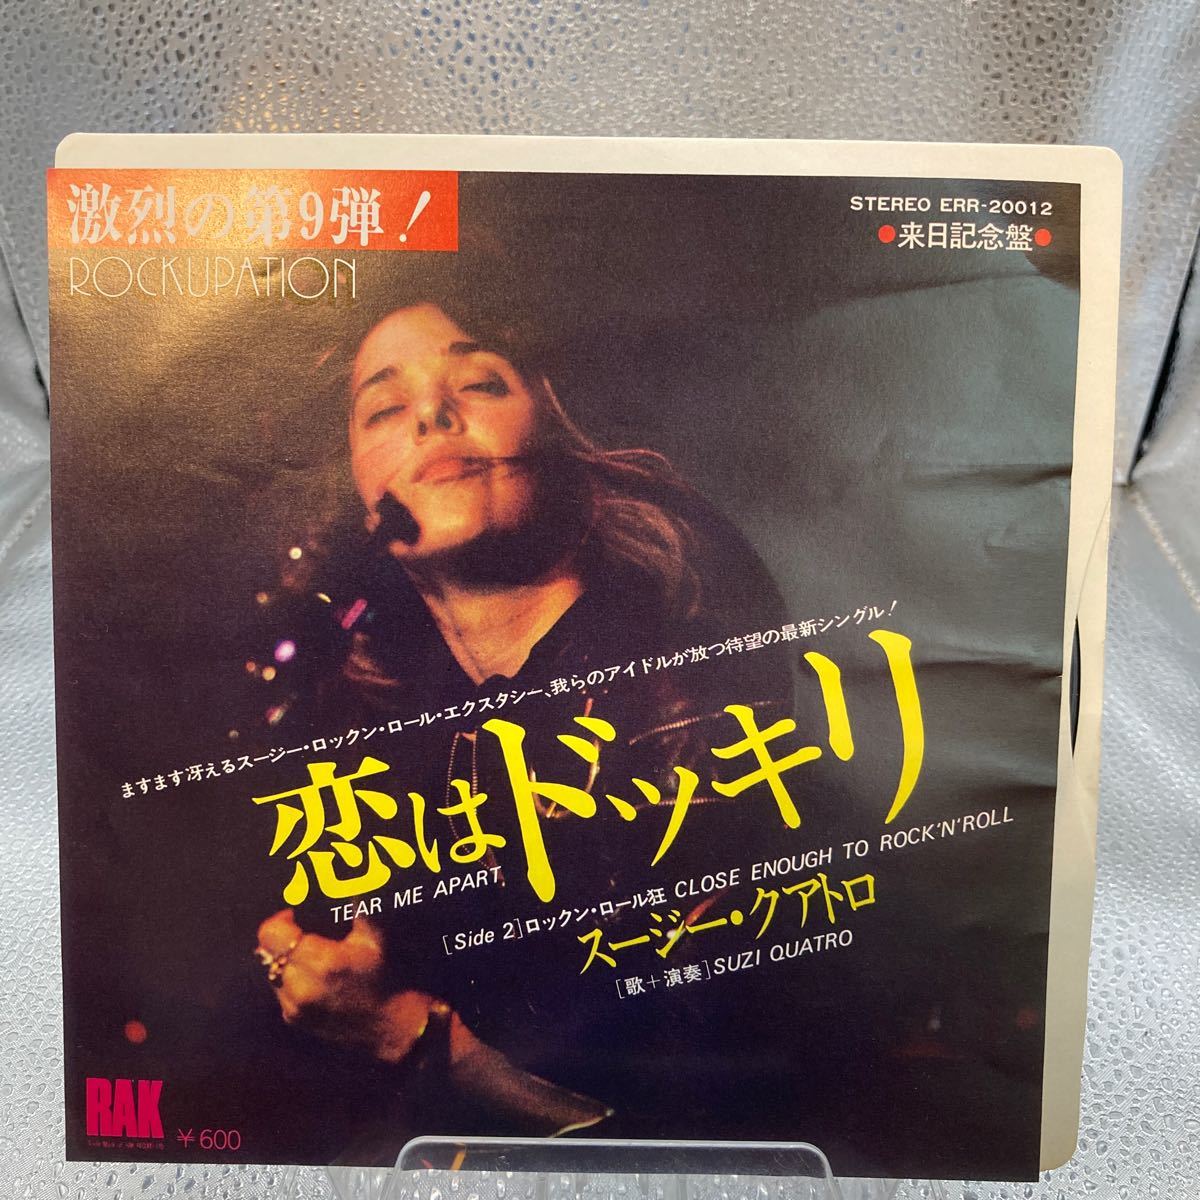 激烈の第9弾!
ROCKUPATION
STEREO ERR-20012
●来日記念盤●
ますます冴えるスージー・ロックン・ロール・エクスタシー、我らのアイドルが放つ待望の最新シングル!
恋はドッキリ
TEAR ME APART
[Side 2]ロックン・ロール狂 CLOSE ENOUGH TO ROCK'N'ROLL
スージー・クアトロ
[歌+演奏]SUZI QUATRO
RAK
¥600